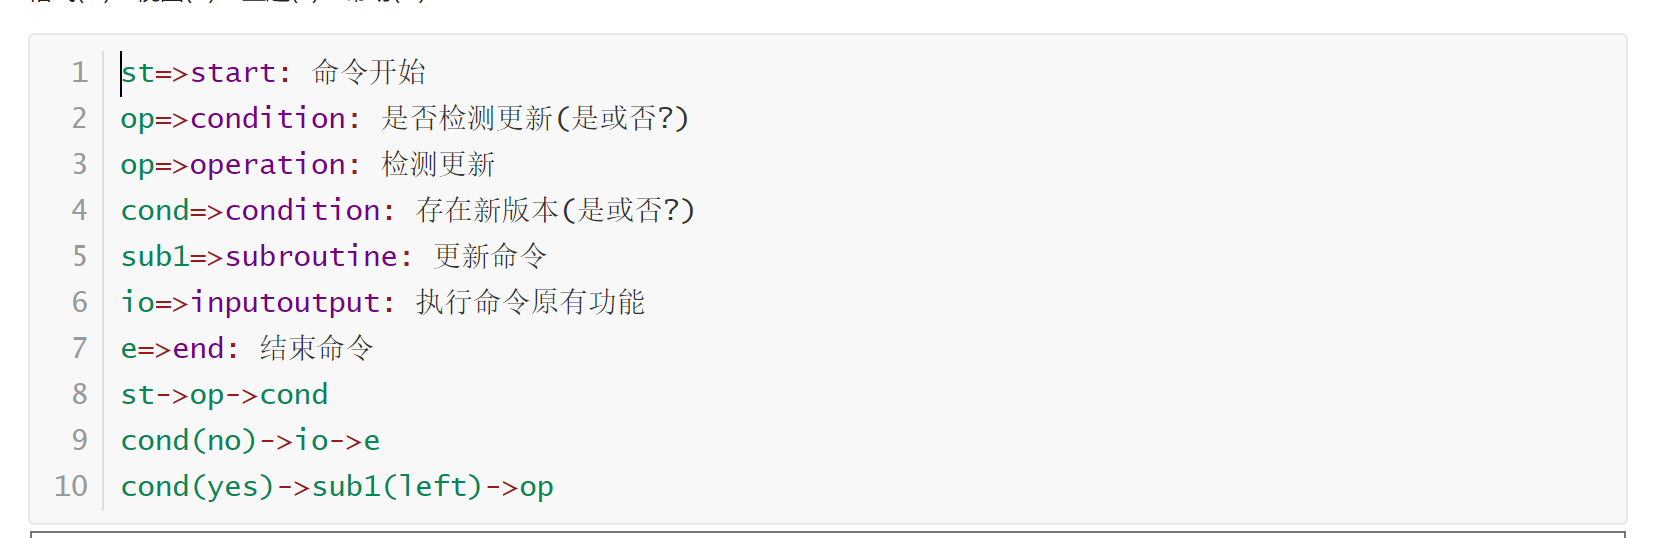 1 st=>start: 命令开始
2 op=>condition: 是否检测更新(是或否?)
3 op=>operation: 检测更新
4 cond=>condition: 存在新版本(是或否?)
5 sub1=>subroutine: 更新命令
6 io=>inputoutput: 执行命令原有功能
7 e=>end: 结束命令
8 st->op->cond
9 cond(no)->io->e
10 cond(yes)->sub1(left)->op